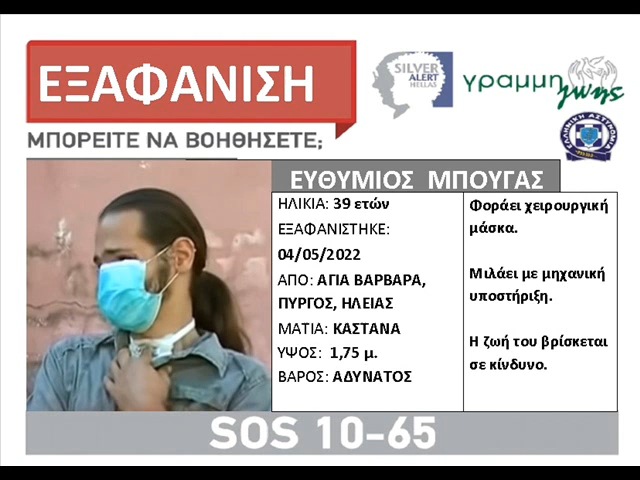 ΕΞΑΦΑΝΙΣΗ
SILVER
ALERT
HELLAS
γραμμη
ζωης
ΕΛΛΗΝΙΚΗ ΑΣΤΥΝΟΜΙΑ
ΜΠΟΡΕΙΤΕ ΝΑ ΒΟΗΘΗΣΕΤΕ;
ΕΥΘΥΜΙΟΣ ΜΠΟΥΓΑΣ
ΗΛΙΚΙΑ: 39 ετών
ΕΞΑΦΑΝΙΣΤΗΚΕ:
04/05/2022
ΑΠΟ: ΑΓΙΑ ΒΑΡΒΑΡΑ,
ΠΥΡΓΟΣ, ΗΛΕΙΑΣ
ΜΑΤΙΑ: ΚΑΣΤΑΝΑ
ΥΨΟΣ: 1,75 μ.
ΒΑΡΟΣ: ΑΔΥΝΑΤΟΣ
Φοράει χειρουργική
μάσκα.
Μιλάει με μηχανική
υποστήριξη.
Η ζωή του βρίσκεται
σε κίνδυνο.
SOS 10-65